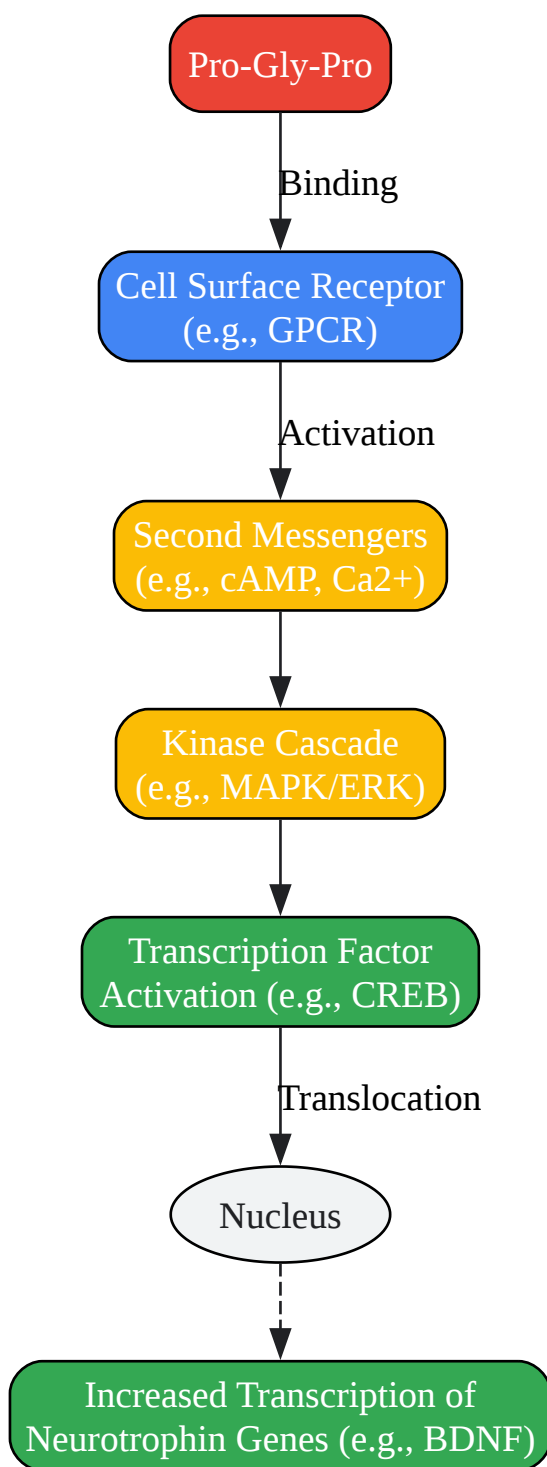 Pro-Gly-Pro
Binding
Cell Surface Receptor
(e.g., GPCR)
Activation
Second Messengers
(e.g., cAMP, Ca2+)
Kinase Cascade
(e.g., MAPK/ERK)
Transcription Factor
Activation (e.g., CREB)
Translocation
Nucleus
Increased Transcription of
Neurotrophin Genes (e.g., BDNF)